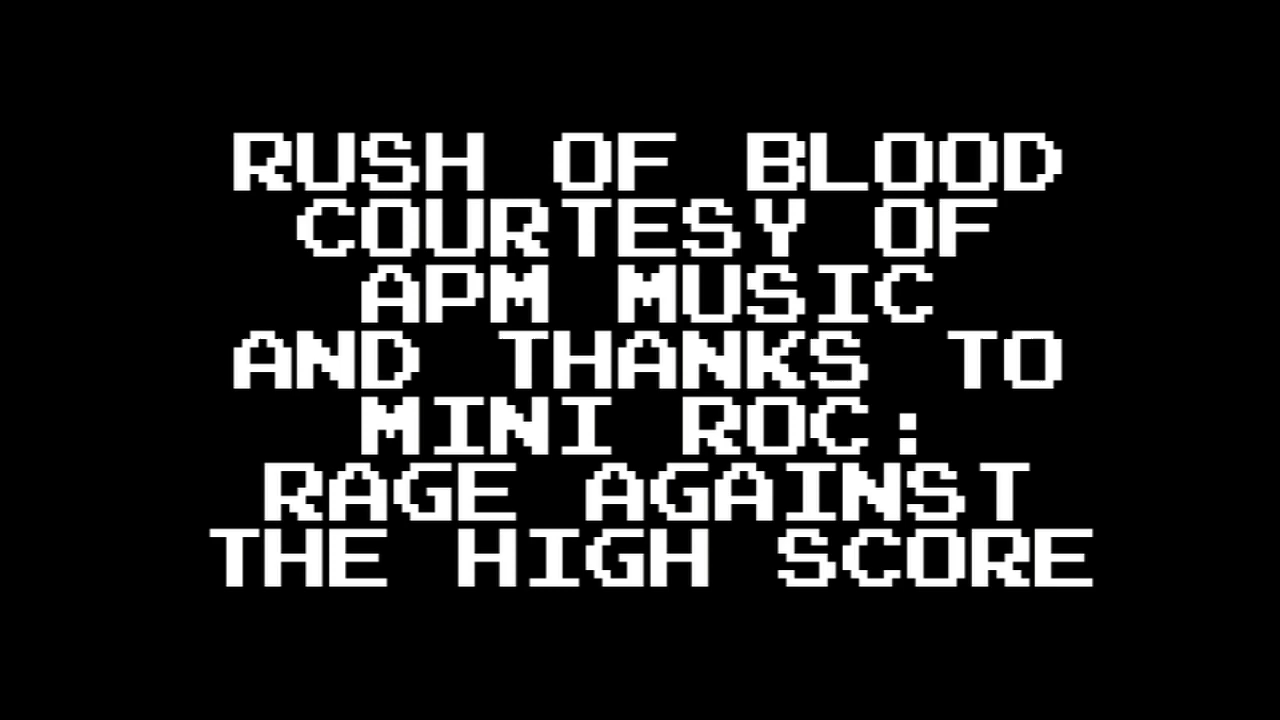 RUSH OF BLOOD
COURTESY OF
APM MUSIC
AND THANKS TO
MINI ROC:
RAGE AGAINST
THE HIGH SCORE